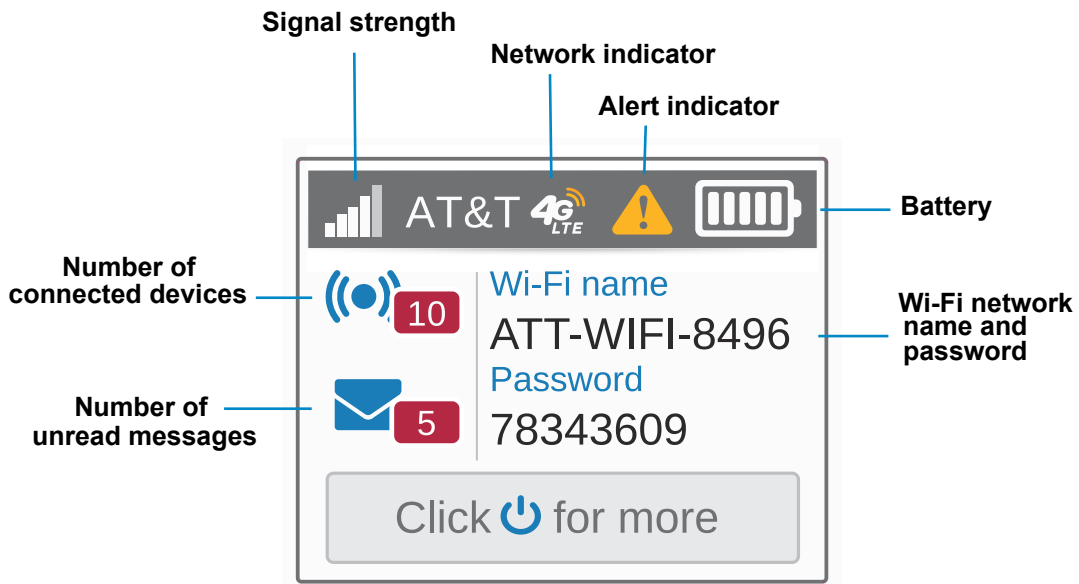 Signal strength
Network indicator
Alert indicator
AT&T 4G LTE
Battery
Number of
connected devices
10
Wi-Fi name
ATT-WIFI-8496
Wi-Fi network
name and
password
Password
Number of
unread messages
5
78343609
Click for more